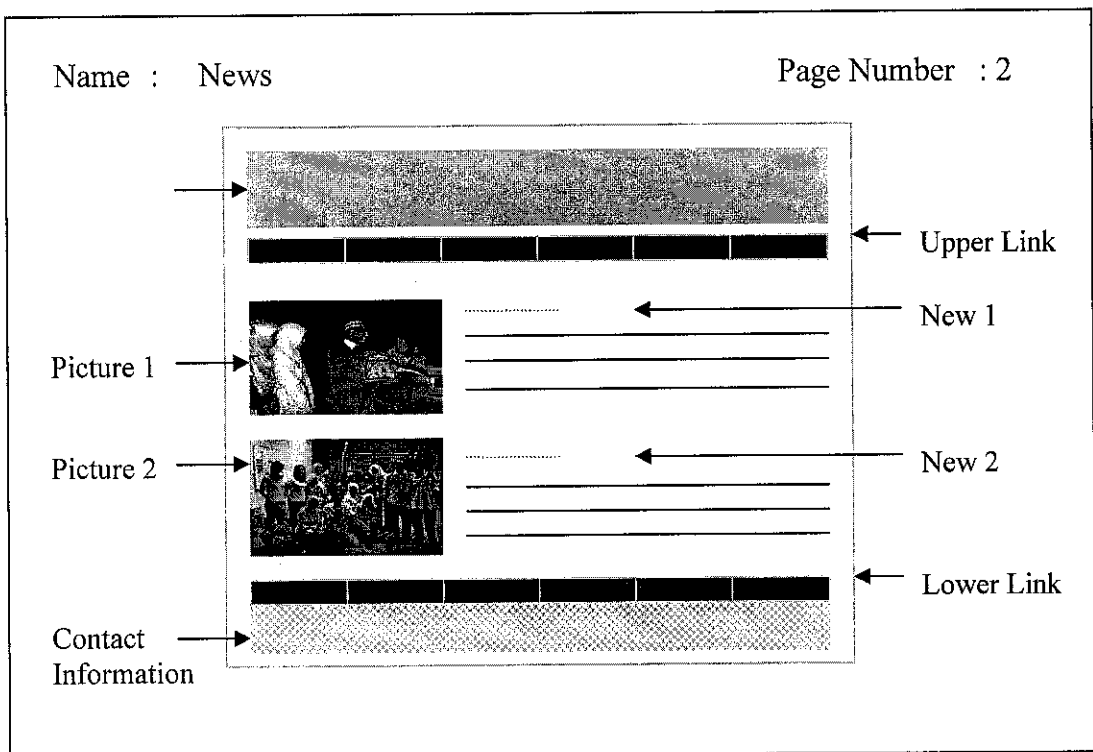 Name : News
Page Number : 2
Upper Link
New 1
Picture 1
Picture 2
New 2
Lower Link
Contact
Information